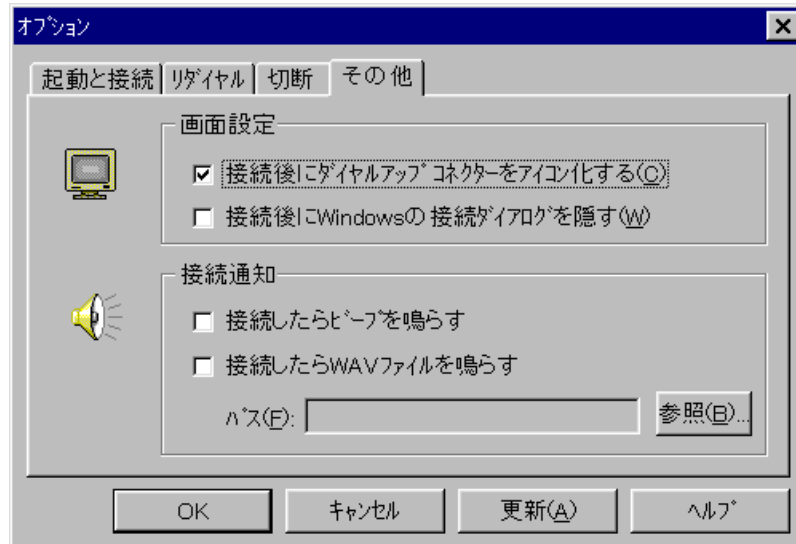 オプション
起動と接続 リダイヤル 切断 その他
画面設定
接続後にダイヤルアップ コネクターをアイコン化する(C)
接続後にWindowsの接続ダイアログを隠す(W)
接続通知
接続したらビープを鳴らす
接続したらWAVファイルを鳴らす
パス(F): 参照(B)...
OK キャンセル 更新(A) ヘルプ